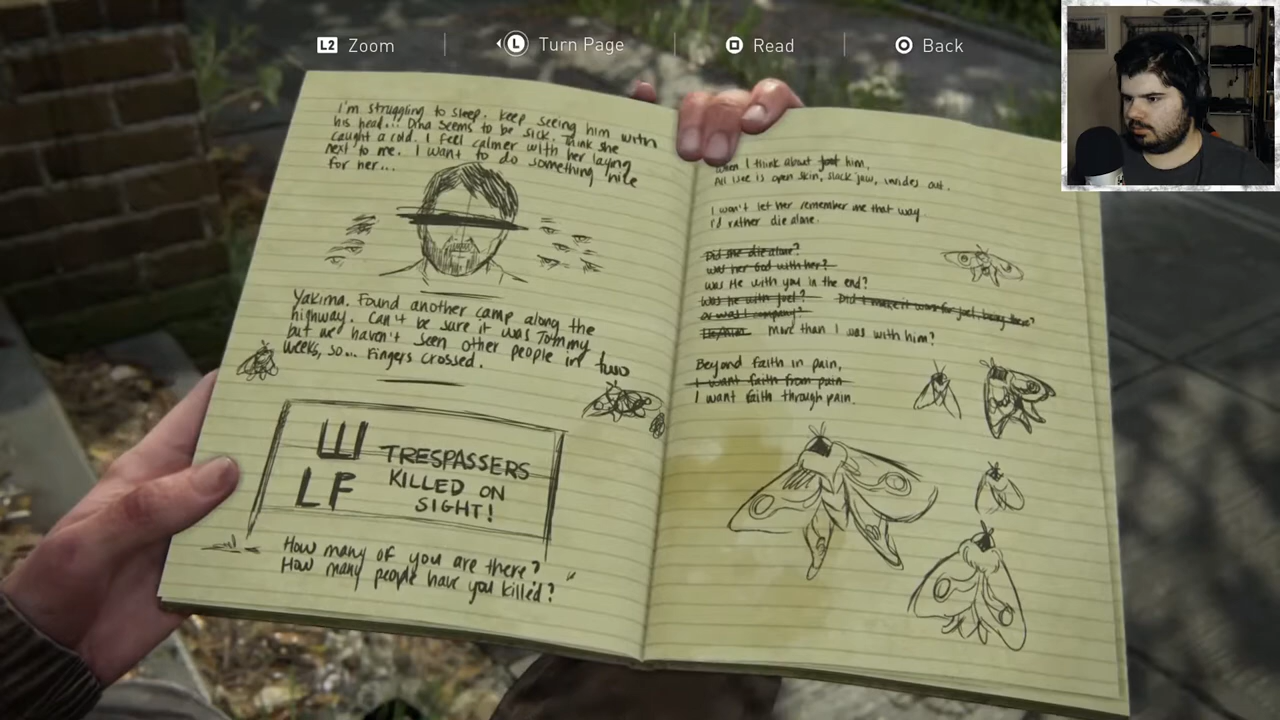 L2 Zoom
L Turn Page
Read
Back
I'm struggling to sleep. Keep seeing him with
his head... Dina seems to be sick. Think she
caught a cold. I feel calmer with her laying
next to me. I want to do something nice
for her...
Yakima. Found another camp along the
highway. Can't be sure it was Tommy
but we haven't seen other people in two
weeks, so... Fingers crossed.
W
LF
TRESPASSERS
KILLED ON
SIGHT!
How many of you are there?
How many people have you killed?
When I think about him.
All I see is open skin, slack jaw, insides out.
I won't let her remember me that way.
I'd rather die alone.
Did she die alone?
Was her God with her?
Was He with you in the end?
Was he with Joel?
or was I company?
More than I was with him?
Beyond faith in pain,
I want faith from pain
I want faith through pain.